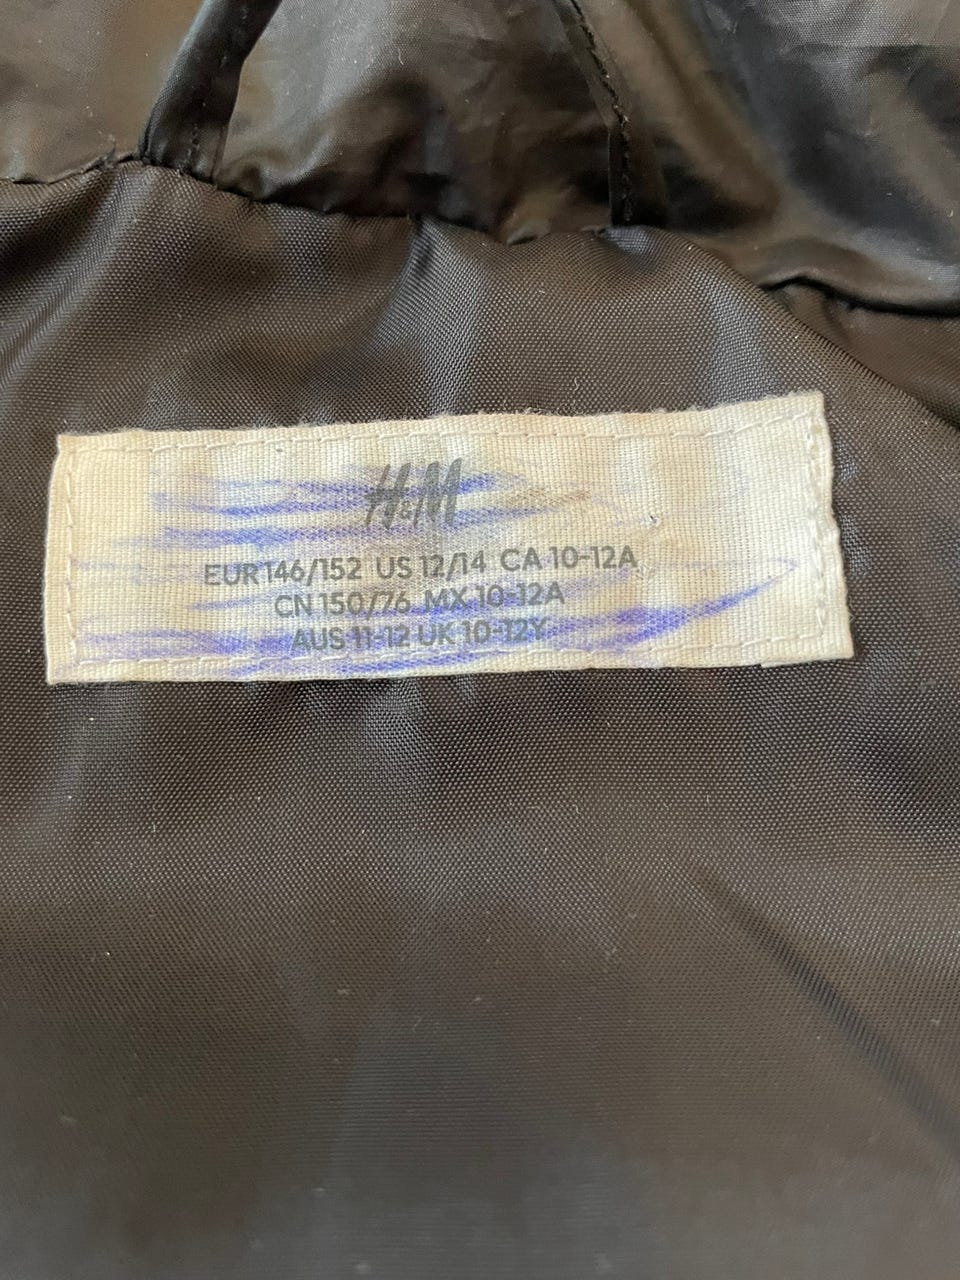 H&M
EUR 146/152 US 12/14 CA 10-12A
CN 150/76 MX 10-12A
AUS 11-12 UK 10-12Y